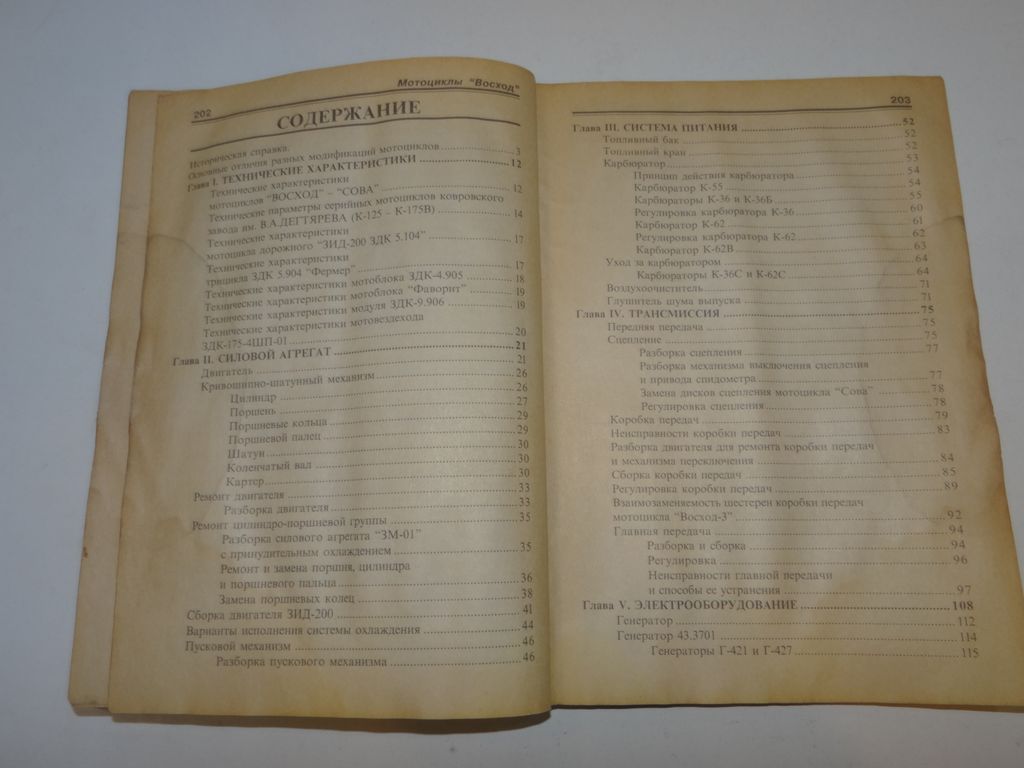 202
Мотоциклы "Восход"
СОДЕРЖАНИЕ
Историческая справка.
Основные отличия разных модификаций мотоциклов 3
Глава I. ТЕХНИЧЕСКИЕ ХАРАКТЕРИСТИКИ 12
Технические характеристики
мотоциклов "ВОСХОД" – "СОВА" 12
Технические параметры серийных мотоциклов ковровского
завода им. В.А.ДЕГТЯРЕВА (К-125 – К-175В) 14
Технические характеристики
мотоцикла дорожного "ЗИД-200 ЗДК 5.104" 17
Технические характеристики
трицикла ЗДК 5.904 "Фермер" 17
Технические характеристики мотоблока ЗДК-4.905 18
Технические характеристики мотоблока "Фаворит" 19
Технические характеристики модуля ЗДК-9.906 19
Технические характеристики мотовездехода
ЗДК-175-4ШП-01 20
Глава II. СИЛОВОЙ АГРЕГАТ 21
Двигатель 21
Кривошипно-шатунный механизм 26
Цилиндр 26
Поршень 27
Поршневые кольца 29
Поршневой палец 29
Шатун 30
Коленчатый вал 30
Картер 30
Ремонт двигателя 33
Разборка двигателя 33
Ремонт цилиндро-поршневой группы 35
Разборка силового агрегата "ЗМ-01"
с принудительным охлаждением 35
Ремонт и замена поршня, цилиндра
и поршневого пальца 36
Замена поршневых колец 38
Сборка двигателя ЗИД-200 41
Варианты исполнения системы охлаждения 44
Пусковой механизм 46
Разборка пускового механизма 46
203
Глава III. СИСТЕМА ПИТАНИЯ 52
Топливный бак 52
Топливный кран 52
Карбюратор 53
Принцип действия карбюратора 54
Карбюратор К-55 54
Карбюраторы К-36 и К-36Б 55
Регулировка карбюратора К-36 60
Карбюратор К-62 61
Регулировка карбюратора К-62 62
Карбюратор К-62В 63
Уход за карбюратором 64
Карбюраторы К-36С и К-62С 64
Воздухоочиститель 71
Глушитель шума выпуска 71
Глава IV. ТРАНСМИССИЯ 75
Передняя передача 75
Сцепление 75
Разборка сцепления 77
Разборка механизма выключения сцепления
и привода спидометра 77
Замена дисков сцепления мотоцикла "Сова" 78
Регулировка сцепления 78
Коробка передач 79
Неисправности коробки передач 83
Разборка двигателя для ремонта коробки передач
и механизма переключения 84
Сборка коробки передач 85
Регулировка коробки передач 89
Взаимозаменяемость шестерен коробки передач
мотоцикла "Восход-3" 92
Главная передача 94
Разборка и сборка 94
Регулировка 96
Неисправности главной передачи
и способы ее устранения 97
Глава V. ЭЛЕКТРООБОРУДОВАНИЕ 108
Генератор 112
Генератор 43.3701 114
Генераторы Г-421 и Г-427 115